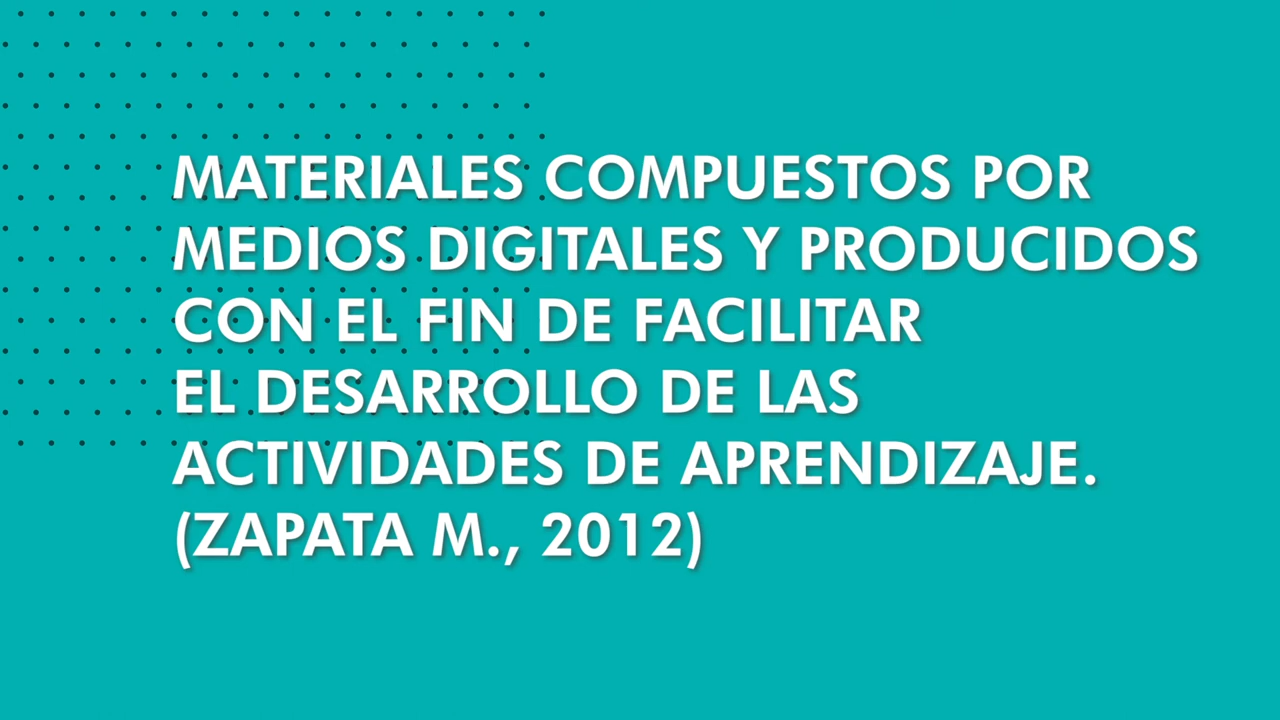 MATERIALES COMPUESTOS POR
MEDIOS DIGITALES Y PRODUCIDOS
CON EL FIN DE FACILITAR
EL DESARROLLO DE LAS
ACTIVIDADES DE APRENDIZAJE.
(ZAPATA M., 2012)